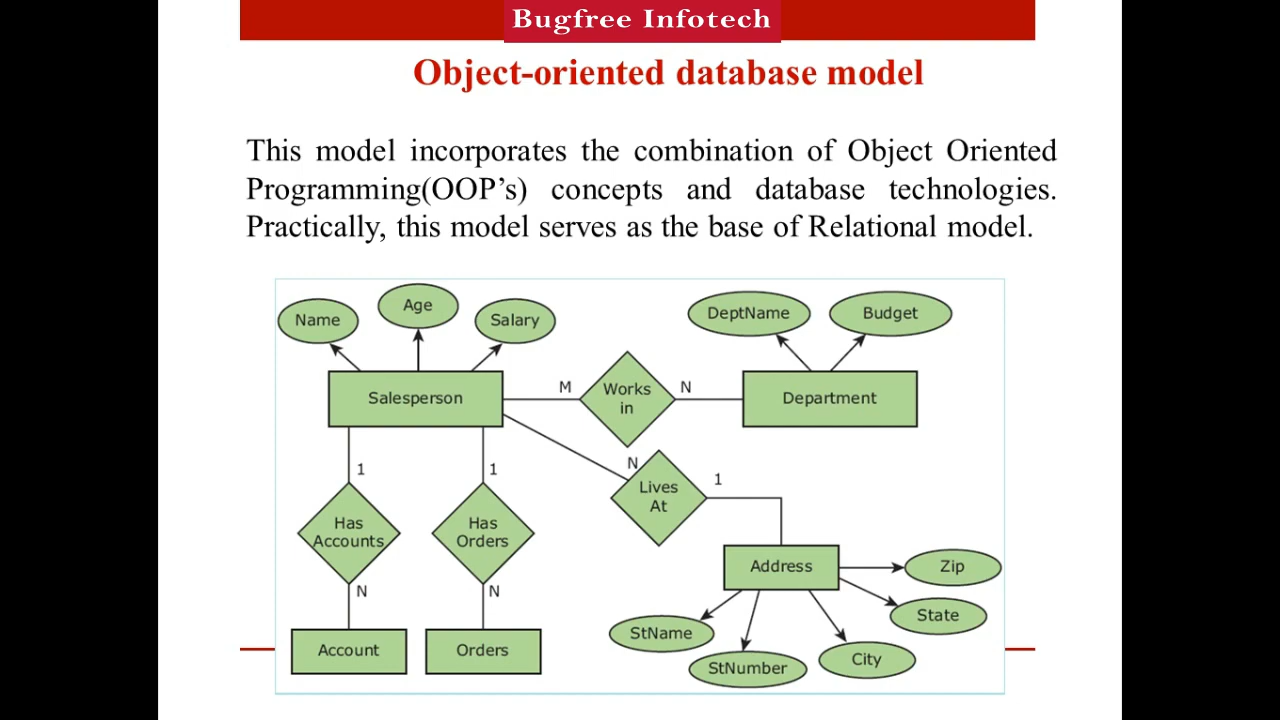 Bugfree Infotech
Object-oriented database model
This model incorporates the combination of Object Oriented
Programming(OOP’s) concepts and database technologies.
Practically, this model serves as the base of Relational model.
Name
Age
Salary
DeptName
Budget
Salesperson
M
Works
in
N
Department
1
1
N
Lives
At
1
Has
Accounts
Has
Orders
N
N
Address
Zip
State
StName
StNumber
City
Account
Orders